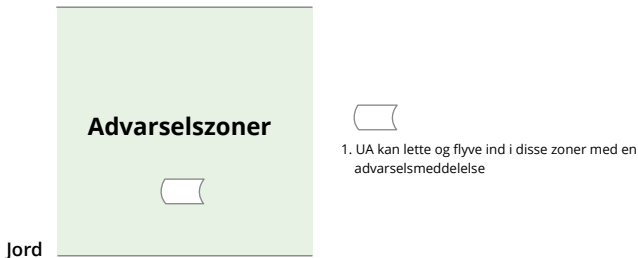 Advarselszoner
1. UA kan lette og flyve ind i disse zoner med en
advarselsmeddelelse
Jord